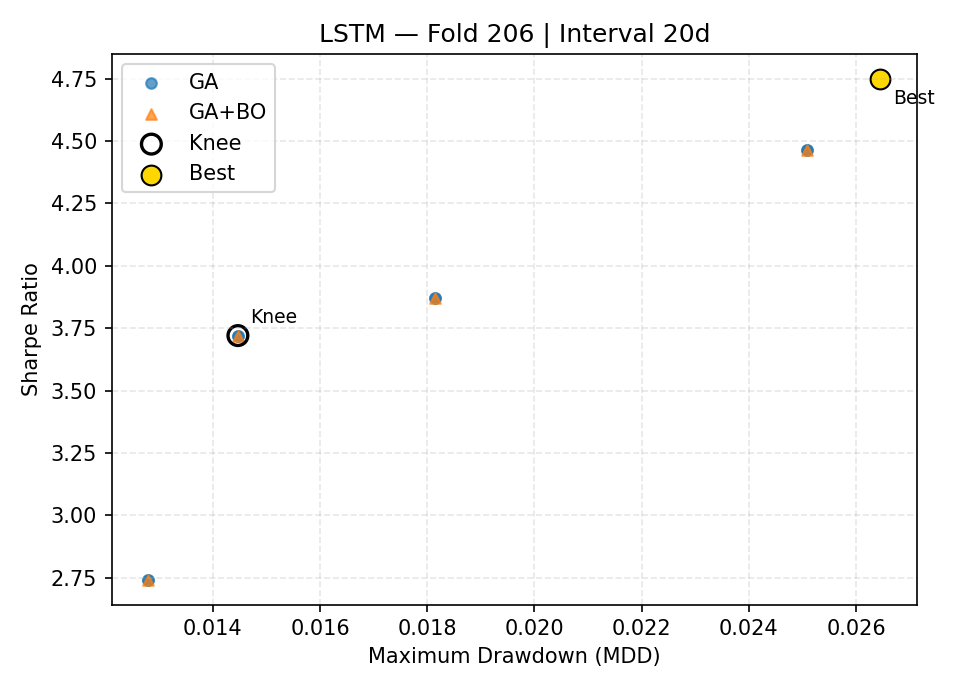 LSTM — Fold 206 | Interval 20d
GA
GA+BO
Knee
Best
Best
Knee
Sharpe Ratio
4.75
4.50
4.25
4.00
3.75
3.50
3.25
3.00
2.75
0.014
0.016
0.018
0.020
0.022
0.024
0.026
Maximum Drawdown (MDD)